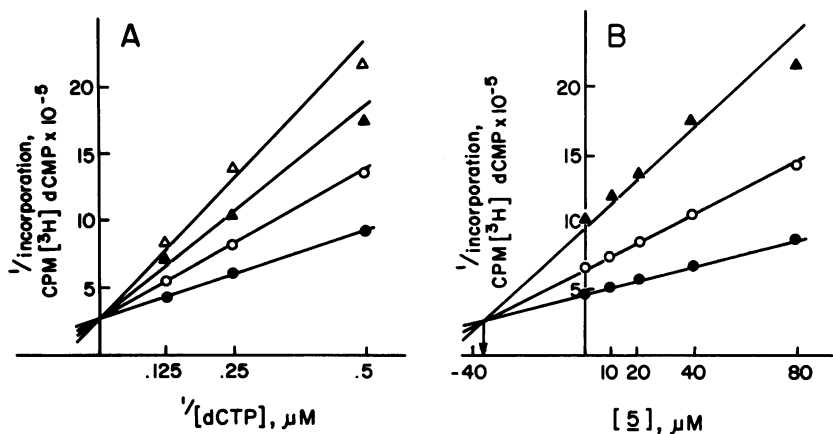 A
1/incorporation,
CPM [³H] dCMP x 10⁻⁵
20
15
10
5
.125 .25 .5
1/[dCTP], μM
B
1/incorporation,
CPM [³H] dCMP x 10⁻⁵
20
15
10
5
-40 10 20 40 80
[5], μM